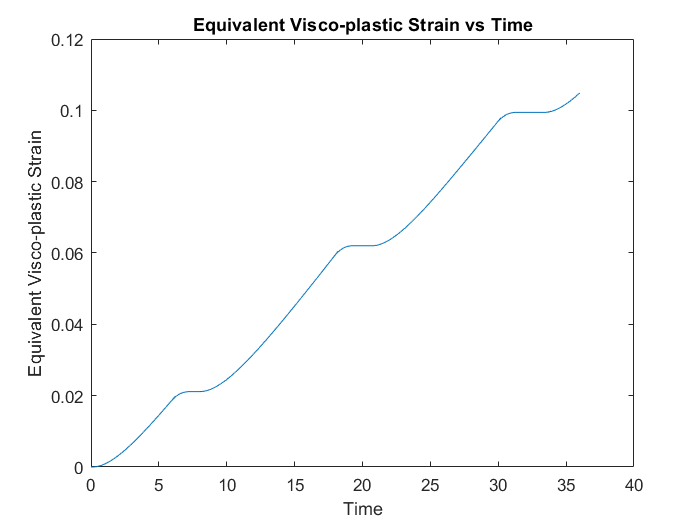 Equivalent Visco-plastic Strain vs Time
0.12
0.1
0.08
0.06
0.04
0.02
0
Equivalent Visco-plastic Strain
0 5 10 15 20 25 30 35 40
Time